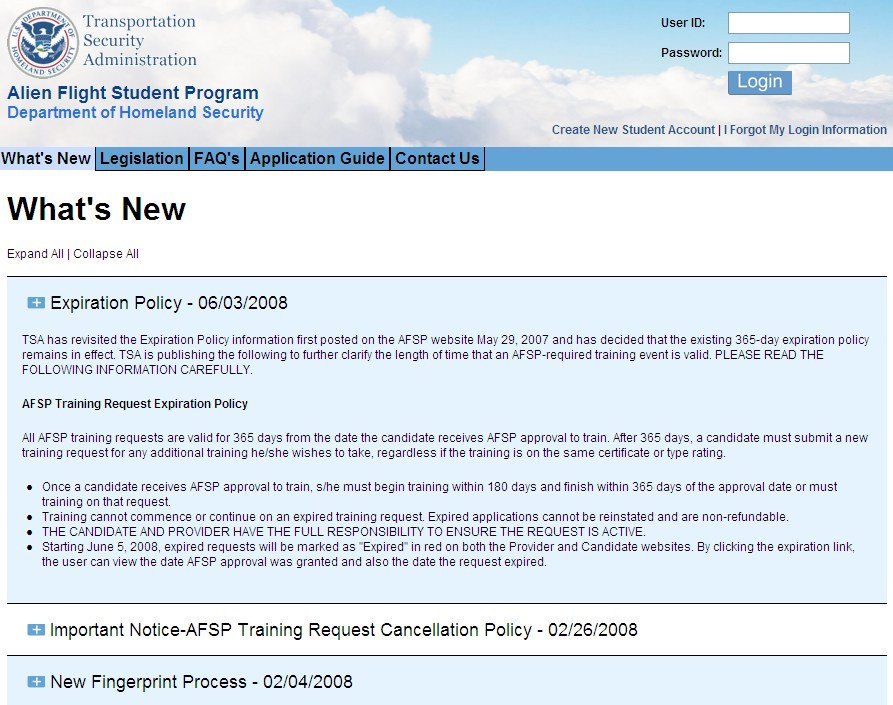 U.S. DEPARTMENT OF HOMELAND SECURITY
Transportation
Security
Administration
User ID:
Password:
Login
Alien Flight Student Program
Department of Homeland Security
Create New Student Account | I Forgot My Login Information
What's New Legislation FAQ's Application Guide Contact Us
What's New
Expand All | Collapse All
Expiration Policy - 06/03/2008
TSA has revisited the Expiration Policy information first posted on the AFSP website May 29, 2007 and has decided that the existing 365-day expiration policy
remains in effect. TSA is publishing the following to further clarify the length of time that an AFSP-required training event is valid. PLEASE READ THE
FOLLOWING INFORMATION CAREFULLY.
AFSP Training Request Expiration Policy
All AFSP training requests are valid for 365 days from the date the candidate receives AFSP approval to train. After 365 days, a candidate must submit a new
training request for any additional training he/she wishes to take, regardless if the training is on the same certificate or type rating.
• Once a candidate receives AFSP approval to train, s/he must begin training within 180 days and finish within 365 days of the approval date or must
training on that request.
• Training cannot commence or continue on an expired training request. Expired applications cannot be reinstated and are non-refundable.
• THE CANDIDATE AND PROVIDER HAVE THE FULL RESPONSIBILITY TO ENSURE THE REQUEST IS ACTIVE.
• Starting June 5, 2008, expired requests will be marked as "Expired" in red on both the Provider and Candidate websites. By clicking the expiration link,
the user can view the date AFSP approval was granted and also the date the request expired.
Important Notice-AFSP Training Request Cancellation Policy - 02/26/2008
New Fingerprint Process - 02/04/2008